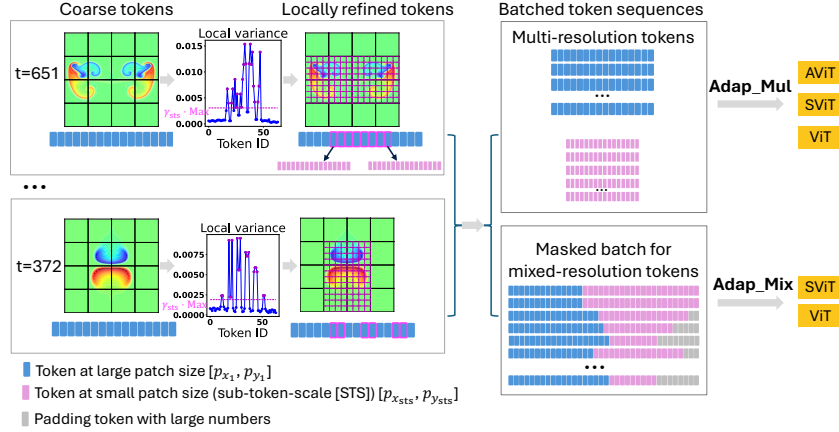 Coarse tokens
Locally refined tokens
Batched token sequences
t=651
Local variance
0.015
0.010
0.005
γsts · Max
0.000
0
50
Token ID
...
t=372
Local variance
0.0075
0.0050
0.0025
γsts · Max
0.0000
0
50
Token ID
Multi-resolution tokens
...
...
Masked batch for
mixed-resolution tokens
...
Adap_Mul
AViT
SViT
ViT
Adap_Mix
SViT
ViT
Token at large patch size [px1, py1]
Token at small patch size (sub-token-scale [STS]) [pxsts, pysts]
Padding token with large numbers